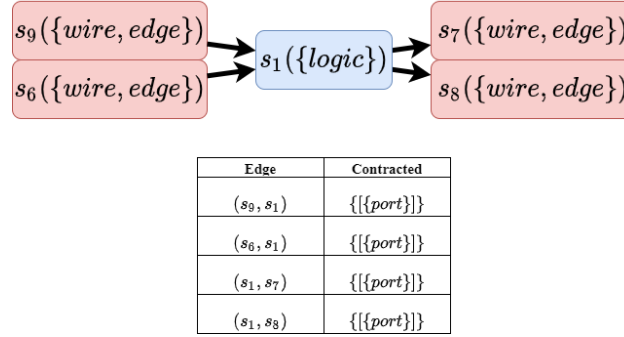 s₉({wire, edge})
s₆({wire, edge})
s₁({logic})
s₇({wire, edge})
s₈({wire, edge})
Edge Contracted
(s₉, s₁) {[{port}]}
(s₆, s₁) {[{port}]}
(s₁, s₇) {[{port}]}
(s₁, s₈) {[{port}]}